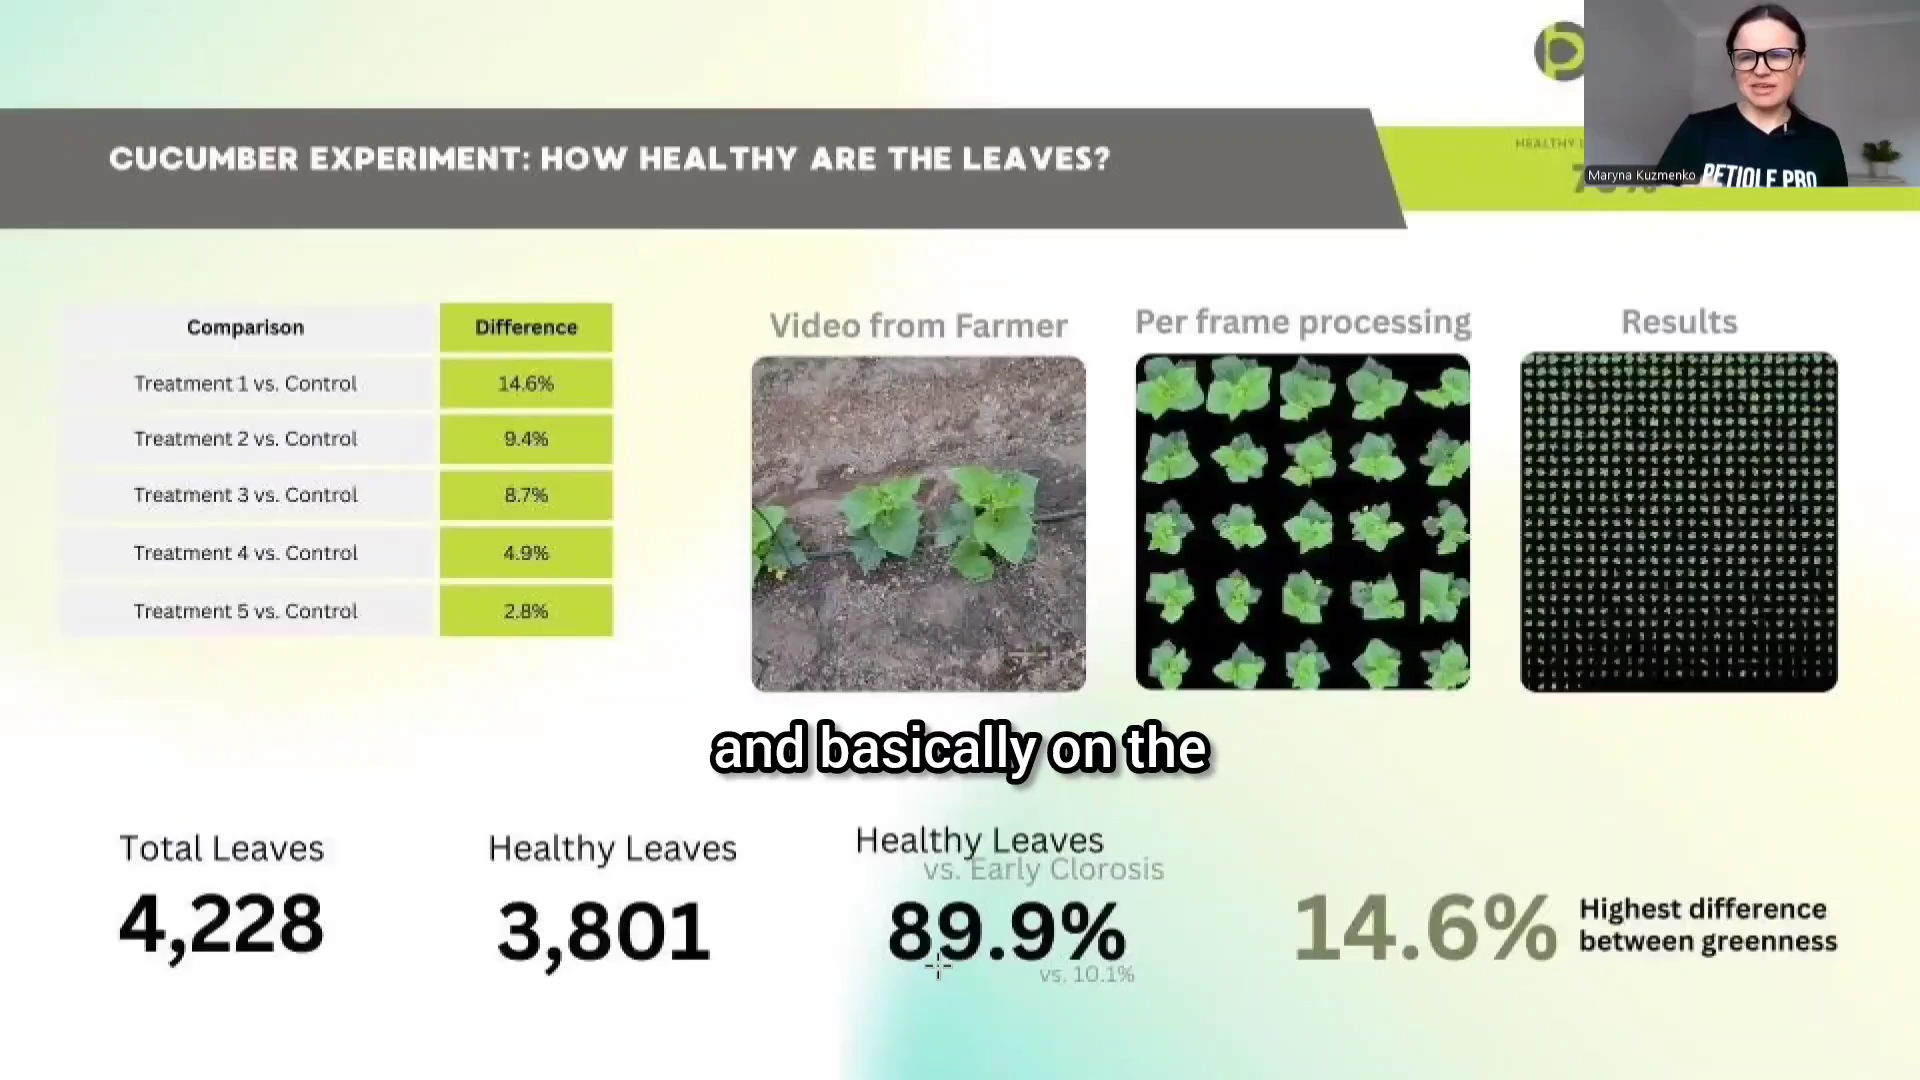 CUCUMBER EXPERIMENT: HOW HEALTHY ARE THE LEAVES?
HEALTHY
Maryna Kuzmenko
PETIOLE PRO
Comparison Difference
Treatment 1 vs. Control 14.6%
Treatment 2 vs. Control 9.4%
Treatment 3 vs. Control 8.7%
Treatment 4 vs. Control 4.9%
Treatment 5 vs. Control 2.8%
Video from Farmer
Per frame processing
Results
and basically on the
Total Leaves
4,228
Healthy Leaves
3,801
Healthy Leaves
vs. Early Clorosis
89.9%
vs. 10.1%
14.6%
Highest difference
between greenness